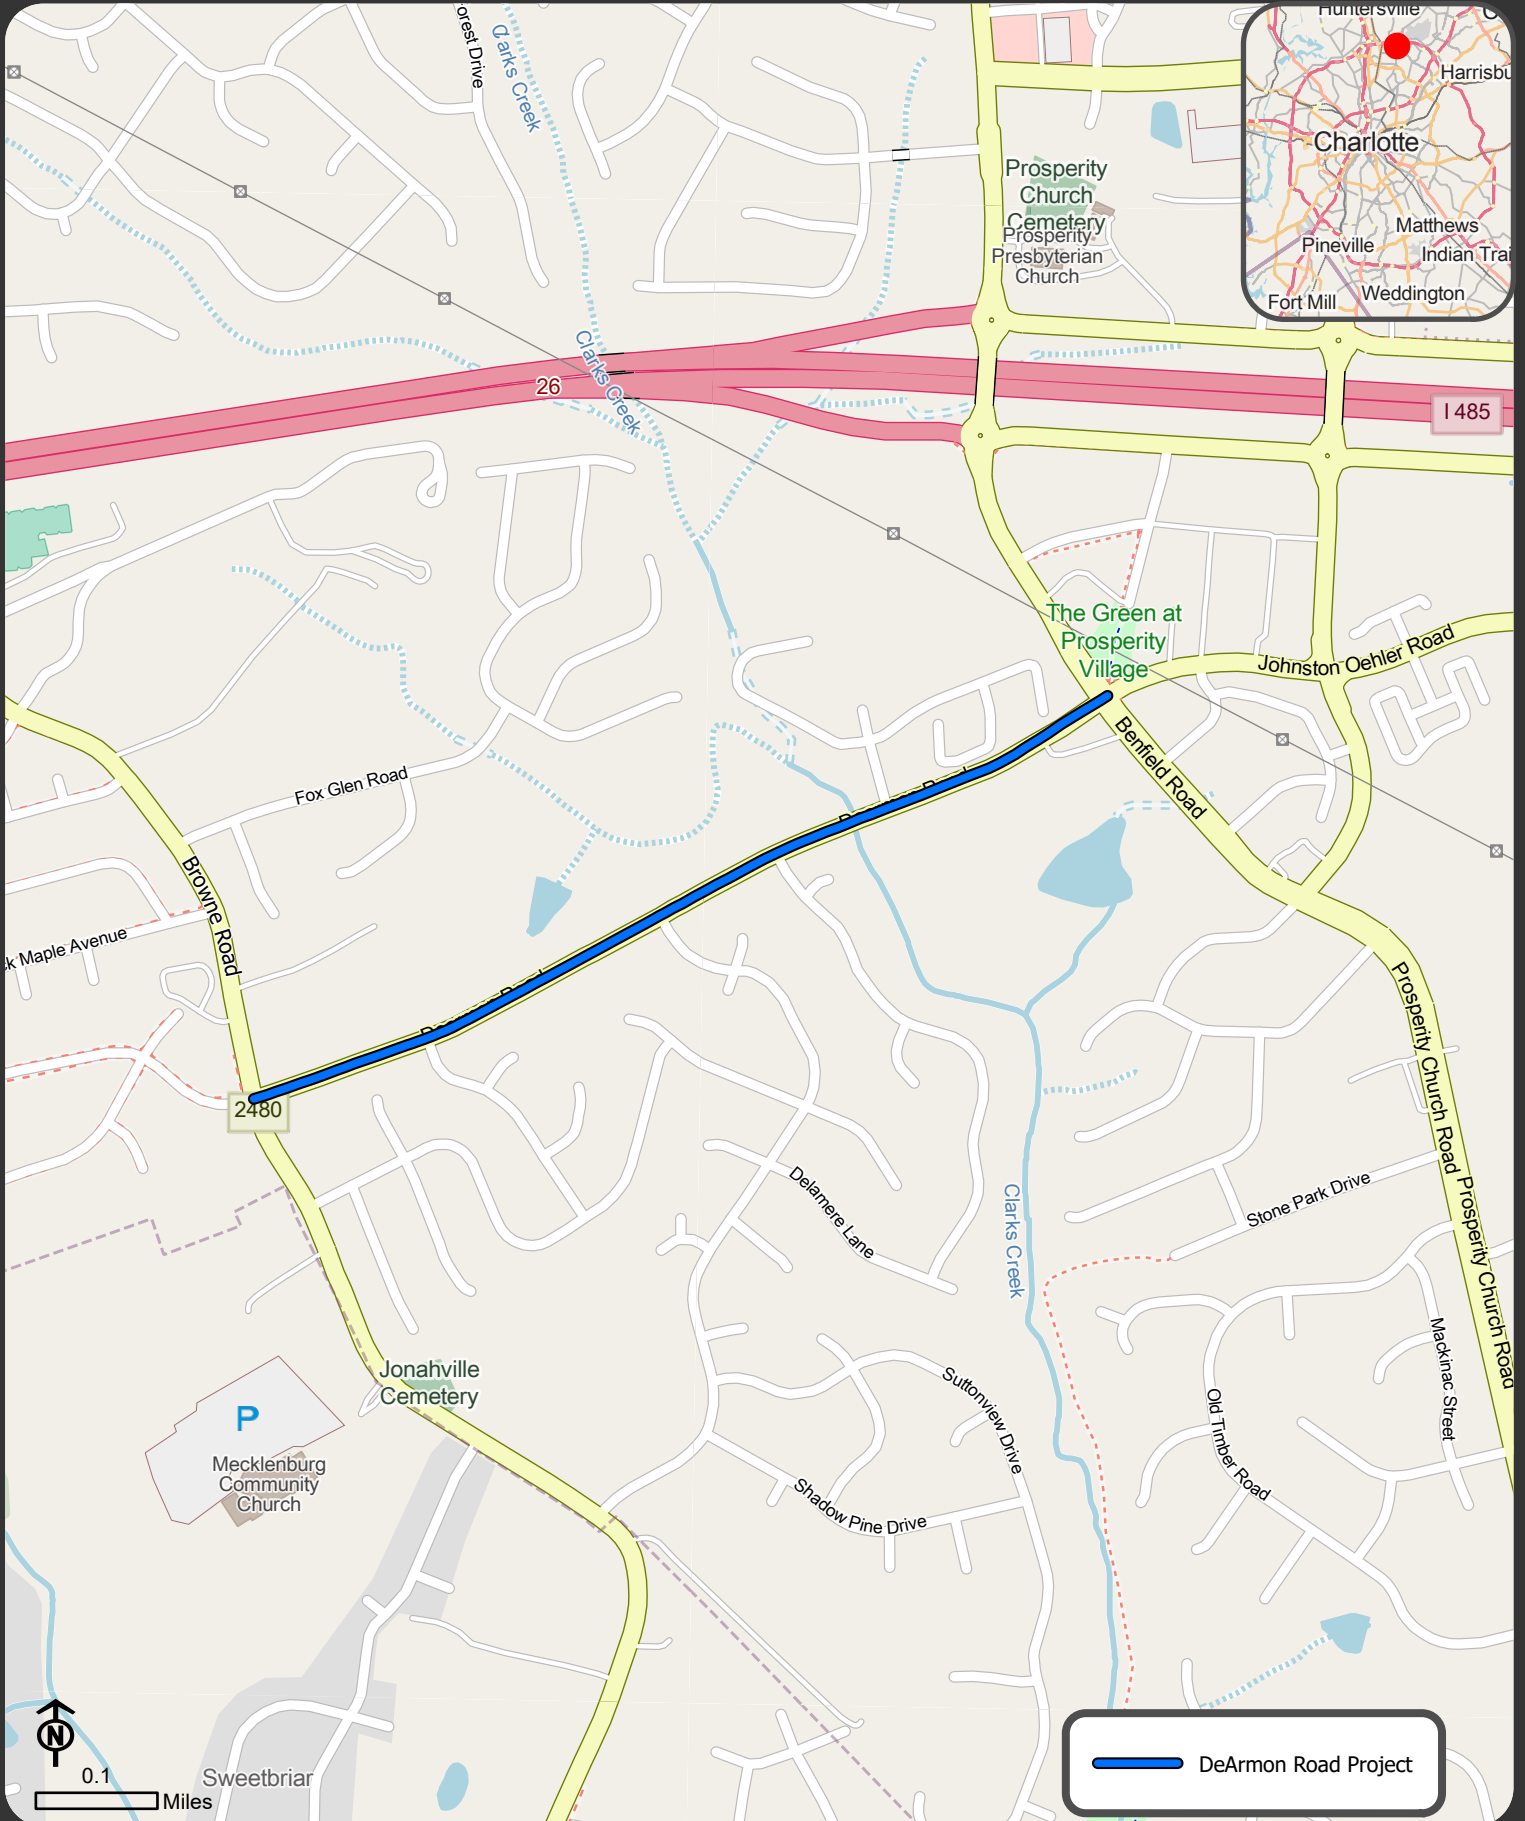 Huntersville
Harrisbu
Charlotte
Matthews
Pineville
Indian Trai
Fort Mill
Weddington
orest Drive
Clarks Creek
Prosperity
Church
Cemetery
Prosperity
Presbyterian
Church
Clarks Creek
26
I 485
The Green at
Prosperity
Village
Johnston Oehler Road
Benfield Road
Fox Glen Road
Browne Road
ck Maple Avenue
2480
Prosperity Church Road
Prosperity Church Road
Delamere Lane
Clarks Creek
Stone Park Drive
Mackinac Street
Jonahville
Cemetery
Suttonview Drive
Old Timber Road
P
Mecklenburg
Community
Church
Shadow Pine Drive
N
0.1
Miles
Sweetbriar
DeArmon Road Project